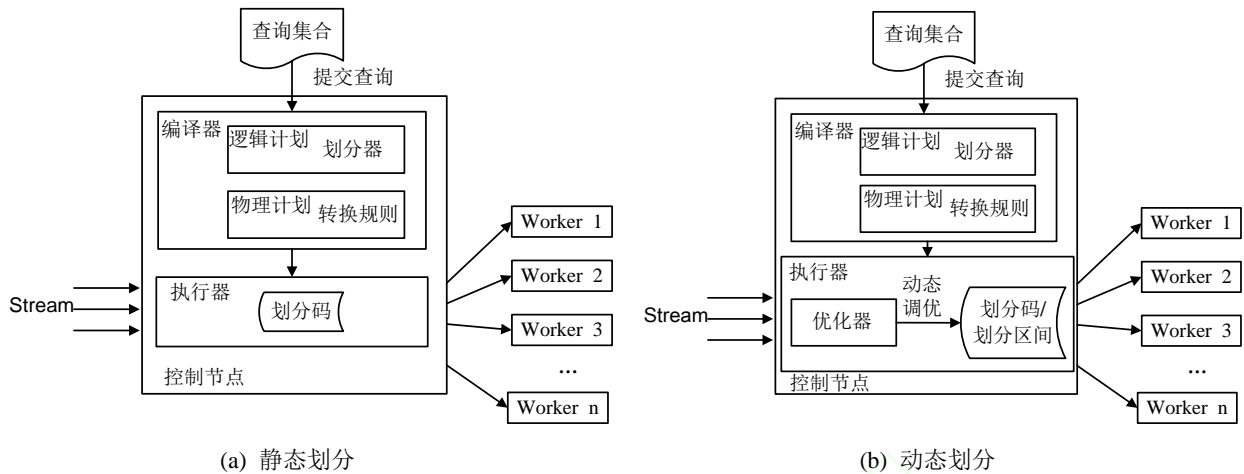 查询集合
提交查询
编译器
逻辑计划 划分器
物理计划 转换规则
执行器
划分码
控制节点
Stream
Worker 1
Worker 2
Worker 3
...
Worker n
(a) 静态划分
查询集合
提交查询
编译器
逻辑计划 划分器
物理计划 转换规则
执行器
优化器
动态
调优
划分码/
划分区间
控制节点
Stream
Worker 1
Worker 2
Worker 3
...
Worker n
(b) 动态划分